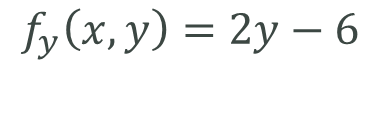 f_y(x, y) = 2y − 6